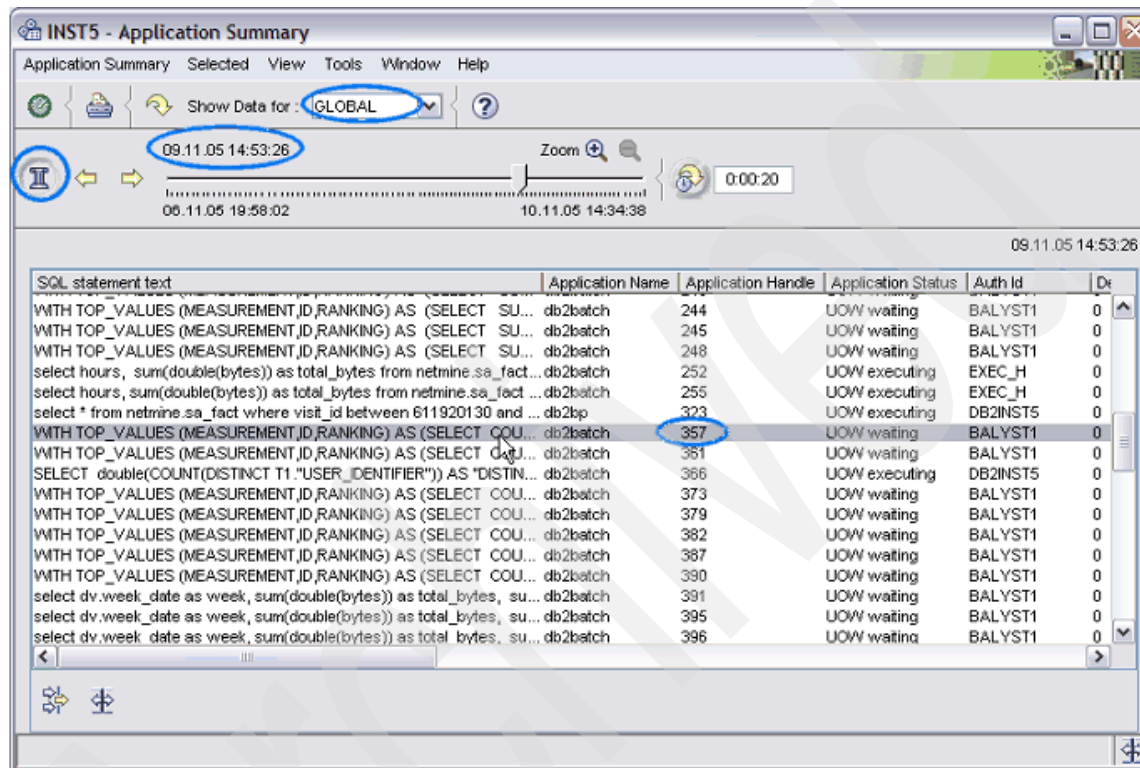 INST5 - Application Summary
Application Summary Selected View Tools Window Help
Show Data for : GLOBAL
09.11.05 14:53:26 Zoom
0:00:20
06.11.05 19:58:02 10.11.05 14:34:38
09.11.05 14:53:26
SQL statement text Application Name Application Handle Application Status Auth Id De
WITH TOP_VALUES (MEASUREMENT,ID,RANKING) AS (SELECT SU... db2batch 244 UOW waiting BALYST1 0
WITH TOP_VALUES (MEASUREMENT,ID,RANKING) AS (SELECT SU... db2batch 245 UOW waiting BALYST1 0
WITH TOP_VALUES (MEASUREMENT,ID,RANKING) AS (SELECT SU... db2batch 248 UOW waiting BALYST1 0
select hours, sum(double(bytes)) as total_bytes from netmine.sa_fact... db2batch 252 UOW executing EXEC_H 0
select hours, sum(double(bytes)) as total_bytes from netmine.sa_fact ... db2batch 255 UOW executing EXEC_H 0
select * from netmine.sa_fact where visit_id between 611920130 and ... db2bp 323 UOW executing DB2INST5 0
WITH TOP_VALUES (MEASUREMENT,ID,RANKING) AS (SELECT COU... db2batch 357 UOW waiting BALYST1 0
WITH TOP_VALUES (MEASUREMENT,ID,RANKING) AS (SELECT COU... db2batch 361 UOW waiting BALYST1 0
SELECT double(COUNT(DISTINCT T1."USER_IDENTIFIER")) AS "DISTIN... db2batch 366 UOW executing DB2INST5 0
WITH TOP_VALUES (MEASUREMENT,ID,RANKING) AS (SELECT COU... db2batch 373 UOW waiting BALYST1 0
WITH TOP_VALUES (MEASUREMENT,ID,RANKING) AS (SELECT COU... db2batch 379 UOW waiting BALYST1 0
WITH TOP_VALUES (MEASUREMENT,ID,RANKING) AS (SELECT COU... db2batch 382 UOW waiting BALYST1 0
WITH TOP_VALUES (MEASUREMENT,ID,RANKING) AS (SELECT COU... db2batch 387 UOW waiting BALYST1 0
WITH TOP_VALUES (MEASUREMENT,ID,RANKING) AS (SELECT COU... db2batch 390 UOW waiting BALYST1 0
select dv.week_date as week, sum(double(bytes)) as total_bytes, su... db2batch 391 UOW waiting BALYST1 0
select dv.week_date as week, sum(double(bytes)) as total_bytes, su... db2batch 395 UOW waiting BALYST1 0
select dv.week_date as week, sum(double(bytes)) as total_bytes, su... db2batch 396 UOW waiting BALYST1 0